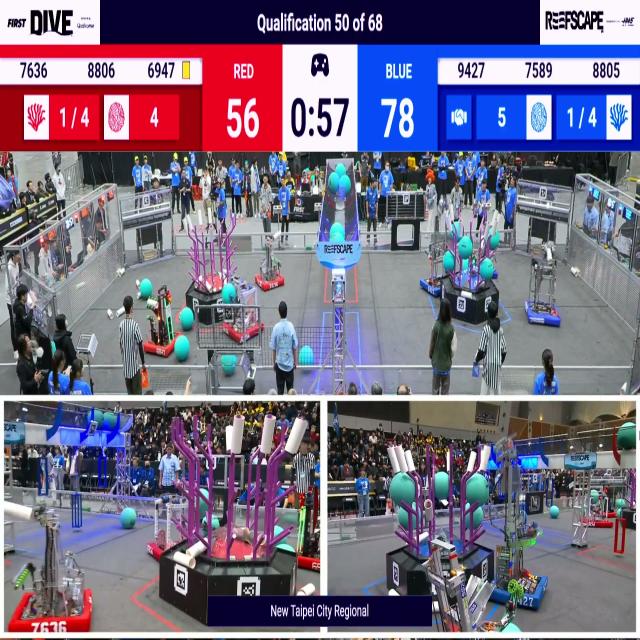 FIRST DIVE
Qualification 50 of 68
REEFSCAPE
7636 8806 6947
RED
BLUE
9427 7589 8805
1 / 4
4
56
0:57
78
5
1 / 4
REEFSCAPE
7636
9427
New Taipei City Regional